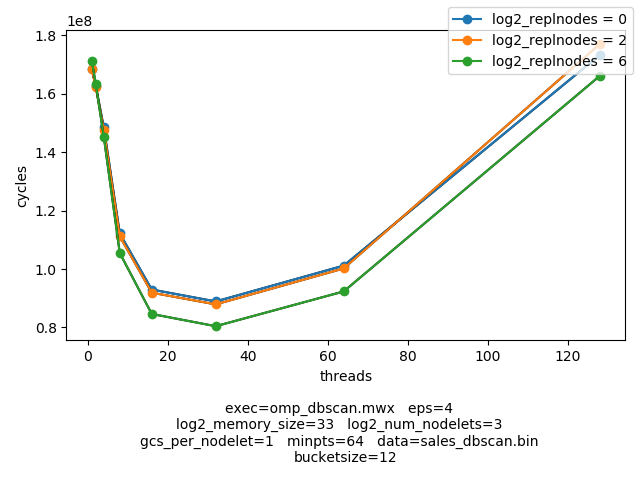 1e8
log2_replnodes = 0
log2_replnodes = 2
log2_replnodes = 6
1.8
1.6
1.4
1.2
1.0
0.8
cycles
0 20 40 60 80 100 120
threads
exec=omp_dbscan.mwx eps=4
log2_memory_size=33 log2_num_nodelets=3
gcs_per_nodelet=1 minpts=64 data=sales_dbscan.bin
bucketsize=12